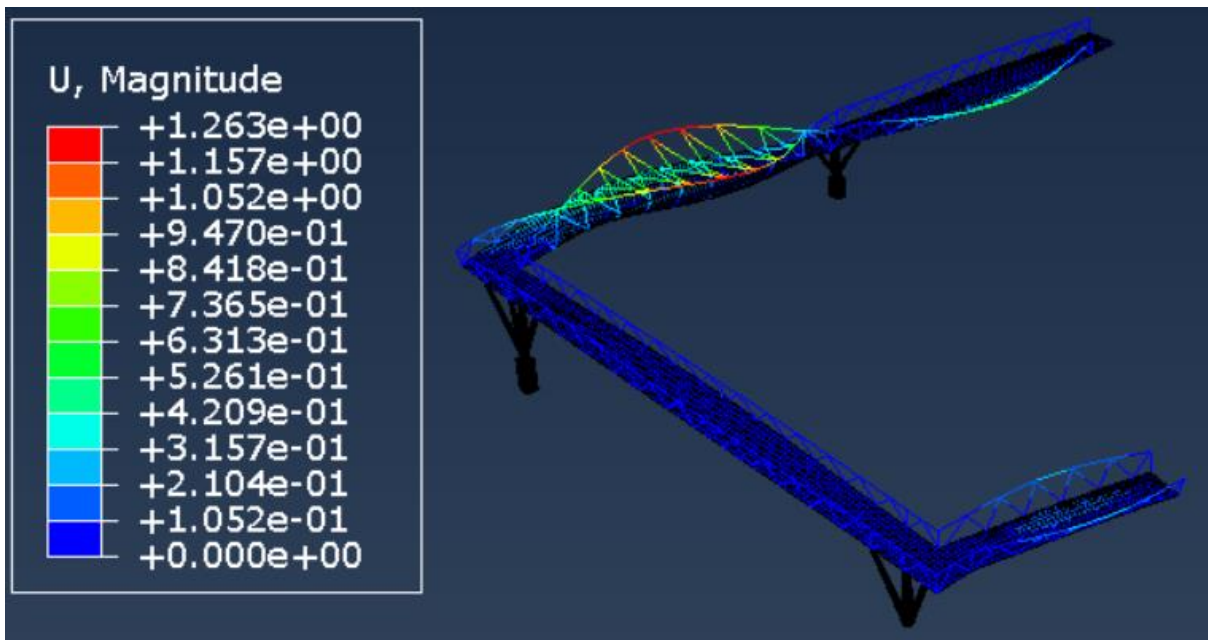 U, Magnitude
+1.263e+00
+1.157e+00
+1.052e+00
+9.470e-01
+8.418e-01
+7.365e-01
+6.313e-01
+5.261e-01
+4.209e-01
+3.157e-01
+2.104e-01
+1.052e-01
+0.000e+00